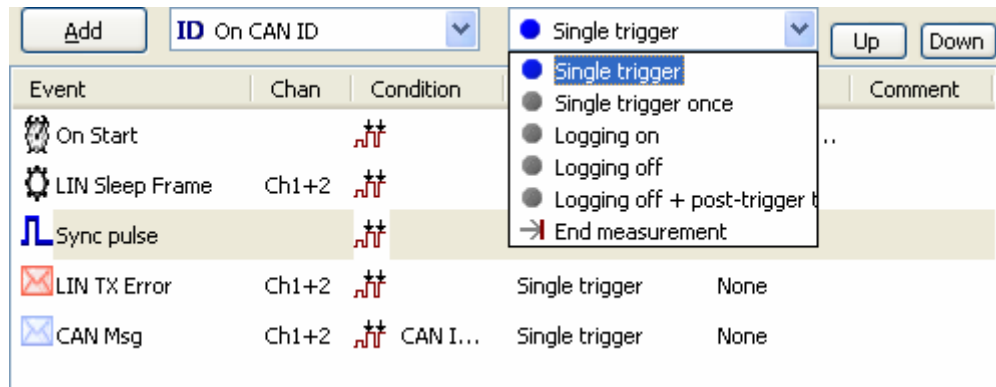 Add ID On CAN ID Single trigger Up Down
Event Chan Condition Comment
Single trigger
Single trigger once
On Start ..
Logging on
Logging off
LIN Sleep Frame Ch1+2
Logging off + post-trigger t
Sync pulse End measurement
LIN TX Error Ch1+2 Single trigger None
CAN Msg Ch1+2 CAN I... Single trigger None